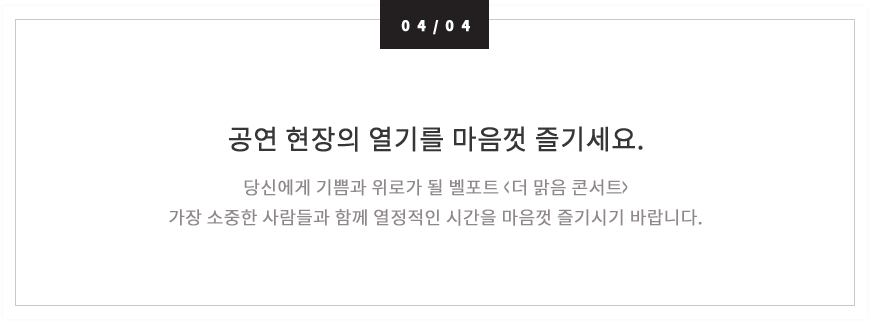 04/04
공연 현장의 열기를 마음껏 즐기세요.
당신에게 기쁨과 위로가 될 벨포트 <더 맑음 콘서트>
가장 소중한 사람들과 함께 열정적인 시간을 마음껏 즐기시기 바랍니다.